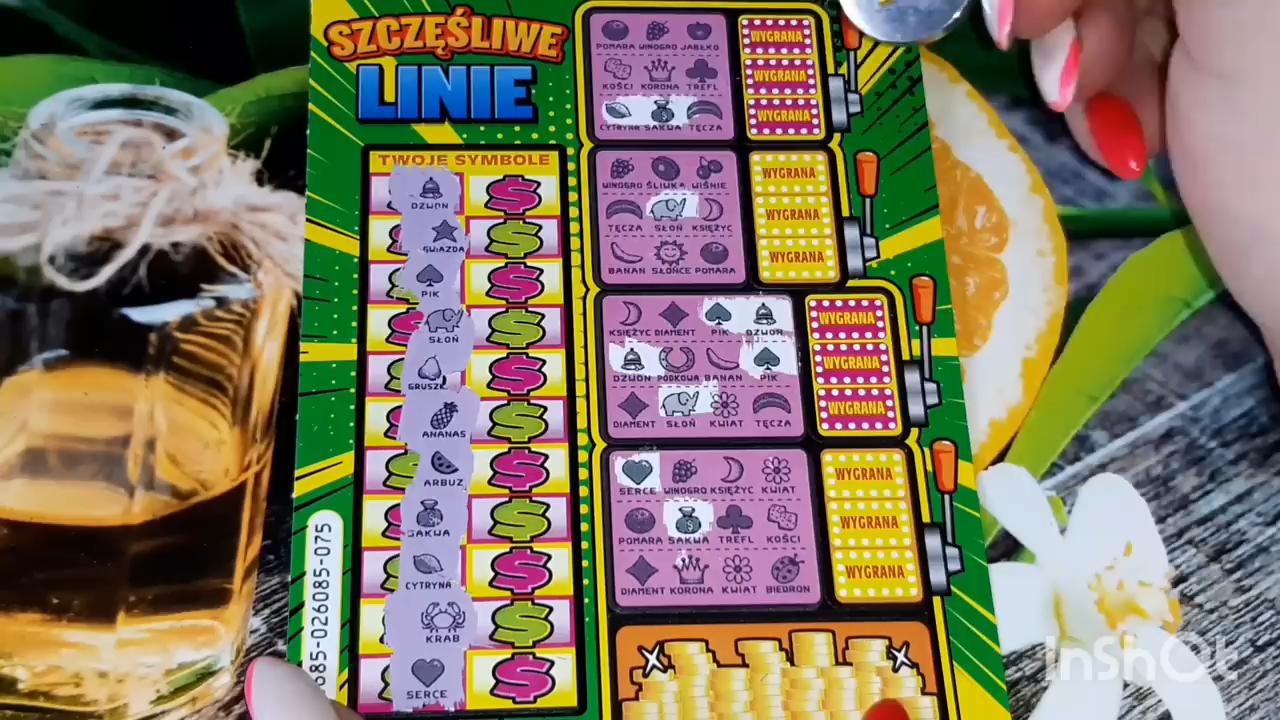 SZCZĘŚLIWE
LINIE
TWOJE SYMBOLE
DZWON
GWIAZDA
PIK
SŁOŃ
GRUSZK
ANANAS
ARBUZ
SAKWA
CYTRYNA
KRAB
SERCE
685-026085-075
POMARA WINOGRO JABŁKO
KOŚCI KORONA TREFL
CYTRYNA SAKWA TĘCZA
WYGRANA
WYGRANA
WYGRANA
WINOGRO ŚLIWKA WIŚNIE
TĘCZA SŁOŃ KSIĘŻYC
BANAN SŁOŃCE POMARA
WYGRANA
WYGRANA
WYGRANA
KSIĘŻYC DIAMENT PIK DZWON
DZWON PODKOWA BANAN PIK
DIAMENT SŁOŃ KWIAT TĘCZA
WYGRANA
WYGRANA
WYGRANA
SERCE WINOGRO KSIĘŻYC KWIAT
POMARA SAKWA TREFL KOŚCI
DIAMENT KORONA KWIAT BIEDRON
WYGRANA
WYGRANA
WYGRANA
InShOt